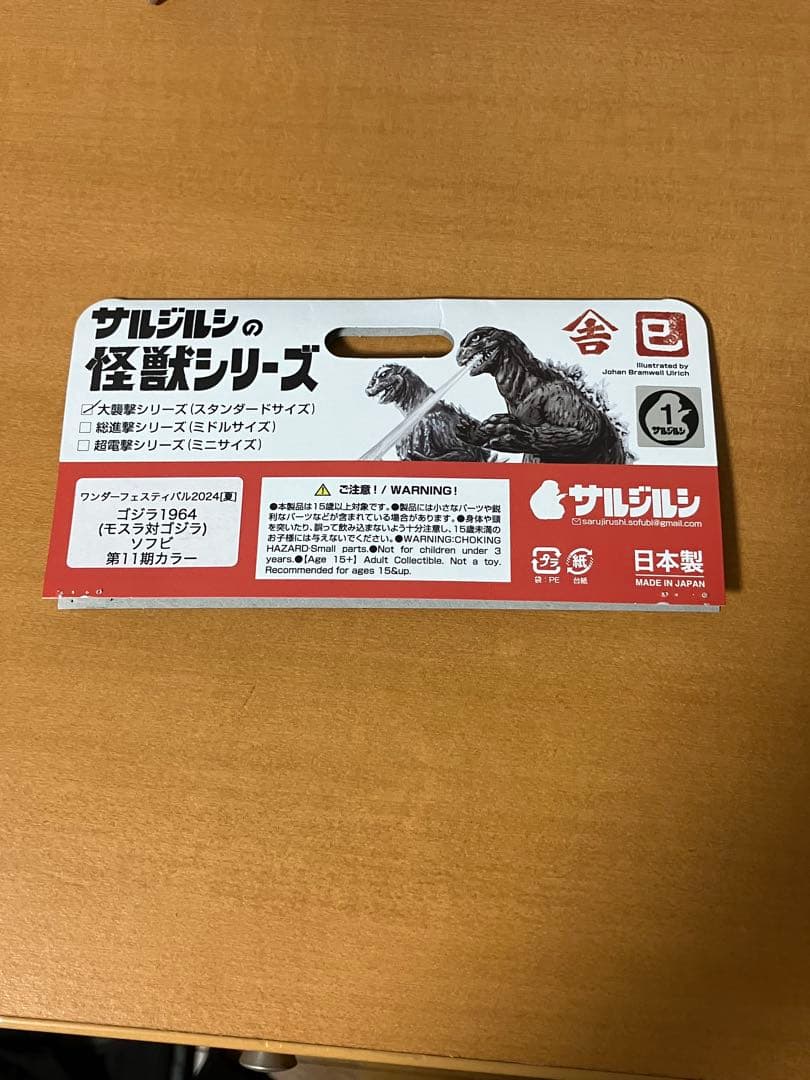 サルジルシの
怪獣シリーズ
大襲撃シリーズ(スタンダードサイズ)
総進撃シリーズ(ミドルサイズ)
超電撃シリーズ(ミニサイズ)
吉
巳
Illustrated by
Johan Bramwell Ulrich
1
サルジルシ
ワンダーフェスティバル2024[夏]
ゴジラ1964
(モスラ対ゴジラ)
ソフビ
第11期カラー
ご注意! / WARNING!
●本製品は15歳以上対象です。●製品には小さなパーツや鋭
利なパーツなどが含まれている場合があります。●身体や頭
を突いたり、誤って飲み込まないよう十分注意し、15歳未満の
お子様には与えないでください。●WARNING:CHOKING
HAZARD-Small parts.●Not for children under 3
years.●[Age 15+] Adult Collectible. Not a toy.
Recommended for ages 15&up.
サルジルシ
sarujirushi.sofubi@gmail.com
プラ
袋:PE
紙
台紙
日本製
MADE IN JAPAN